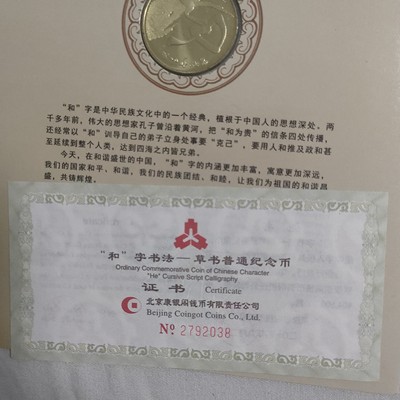 “和”字是中华民族文化中的一个经典，植根于中国人的思想深处。两
千多年前，伟大的思想家孔子曾沿着黄河，把“和为贵”的信条四处传播，
还经常以“和”训导自己的弟子立身处事要“克己”，要用人和推及政和甚
至延续到整个人类，达到四海之内皆兄弟。
今天，在和谐盛世的中国，“和”字的内涵更加丰富，寓意更加深远，
我们的国家和平、和谐，我们的民族团结、和睦，让我们为祖国的和谐昌
盛，共铸辉煌。
“和”字书法—草书普通纪念币
Ordinary Commemorative Coin of Chinese Character
"He" Cursive Script Calligraphy
证书 Certificate
北京康银阁钱币有限责任公司
Beijing Coingot Coins Co., Ltd.
No 2792038